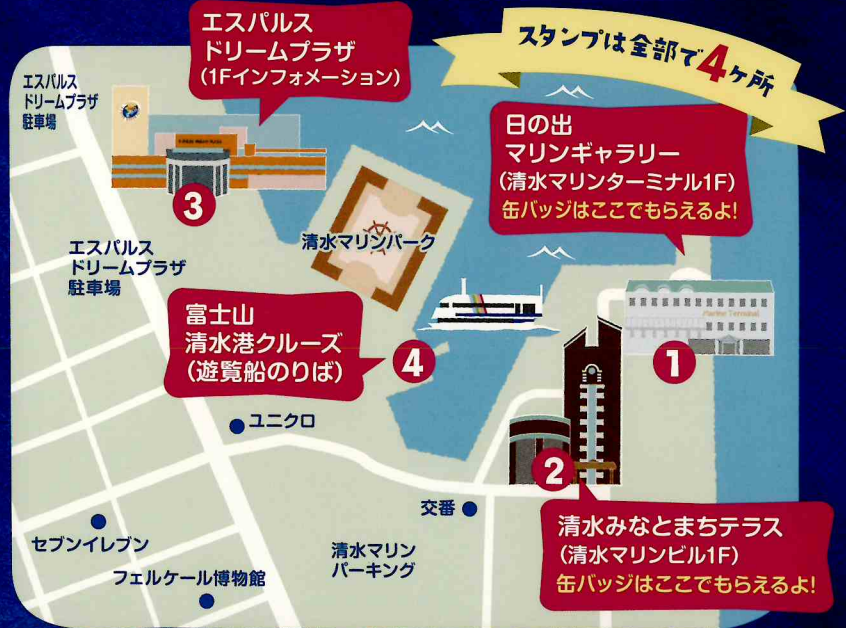 スタンプは全部で4ヶ所
エスパルス
ドリームプラザ
(1Fインフォメーション)
エスパルス
ドリームプラザ
駐車場
日の出
マリンギャラリー
(清水マリンターミナル1F)
缶バッジはここでもらえるよ!
3
清水マリンパーク
エスパルス
ドリームプラザ
駐車場
Marine Terminal
1
富士山
清水港クルーズ
(遊覧船のりば)
4
ユニクロ
2
交番
清水みなとまちテラス
(清水マリンビル1F)
缶バッジはここでもらえるよ!
セブンイレブン
清水マリン
パーキング
フェルケール博物館